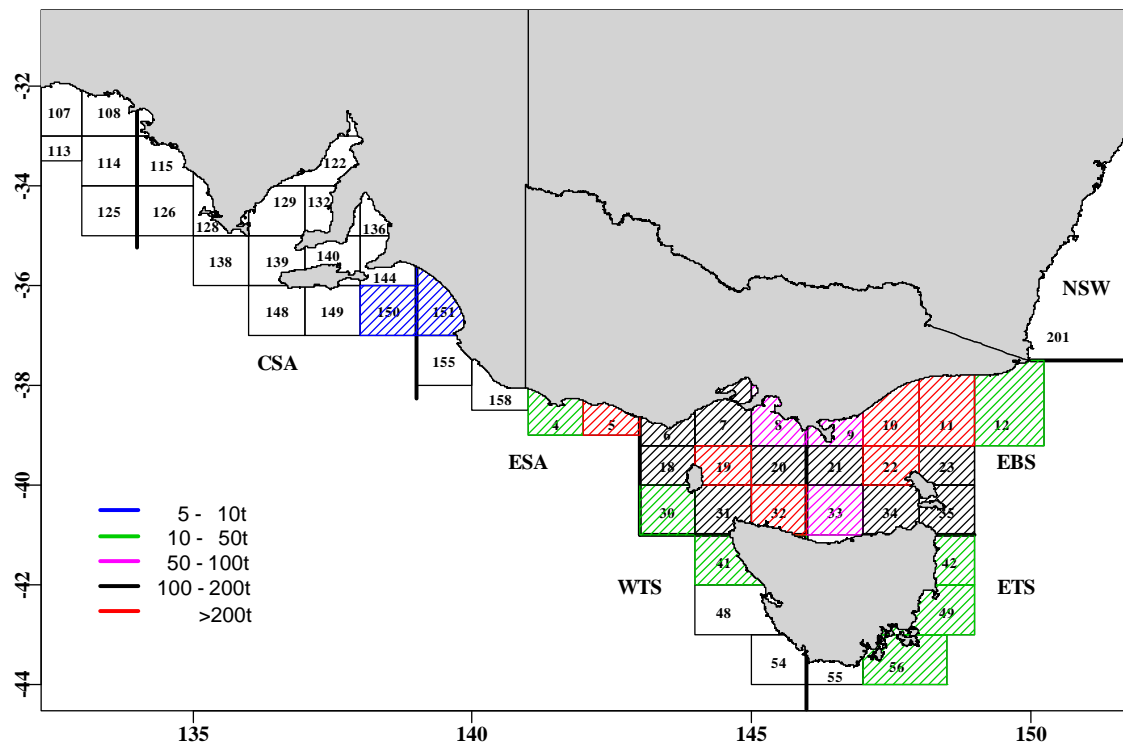 -32
107 108
113 114 115 122
-34
125 126 128 129 132 136
138 139 140 144
-36
148 149 150 151
NSW
201
CSA
155
-38
158 4 5 6 7 8 9 10 11 12
ESA
18 19 20 21 22 23
EBS
-40
30 31 32 33 34 35
5 - 10t
10 - 50t
50 - 100t
100 - 200t
>200t
41 42
-42
WTS
ETS
48 49
54 55 56
-44
135 140 145 150